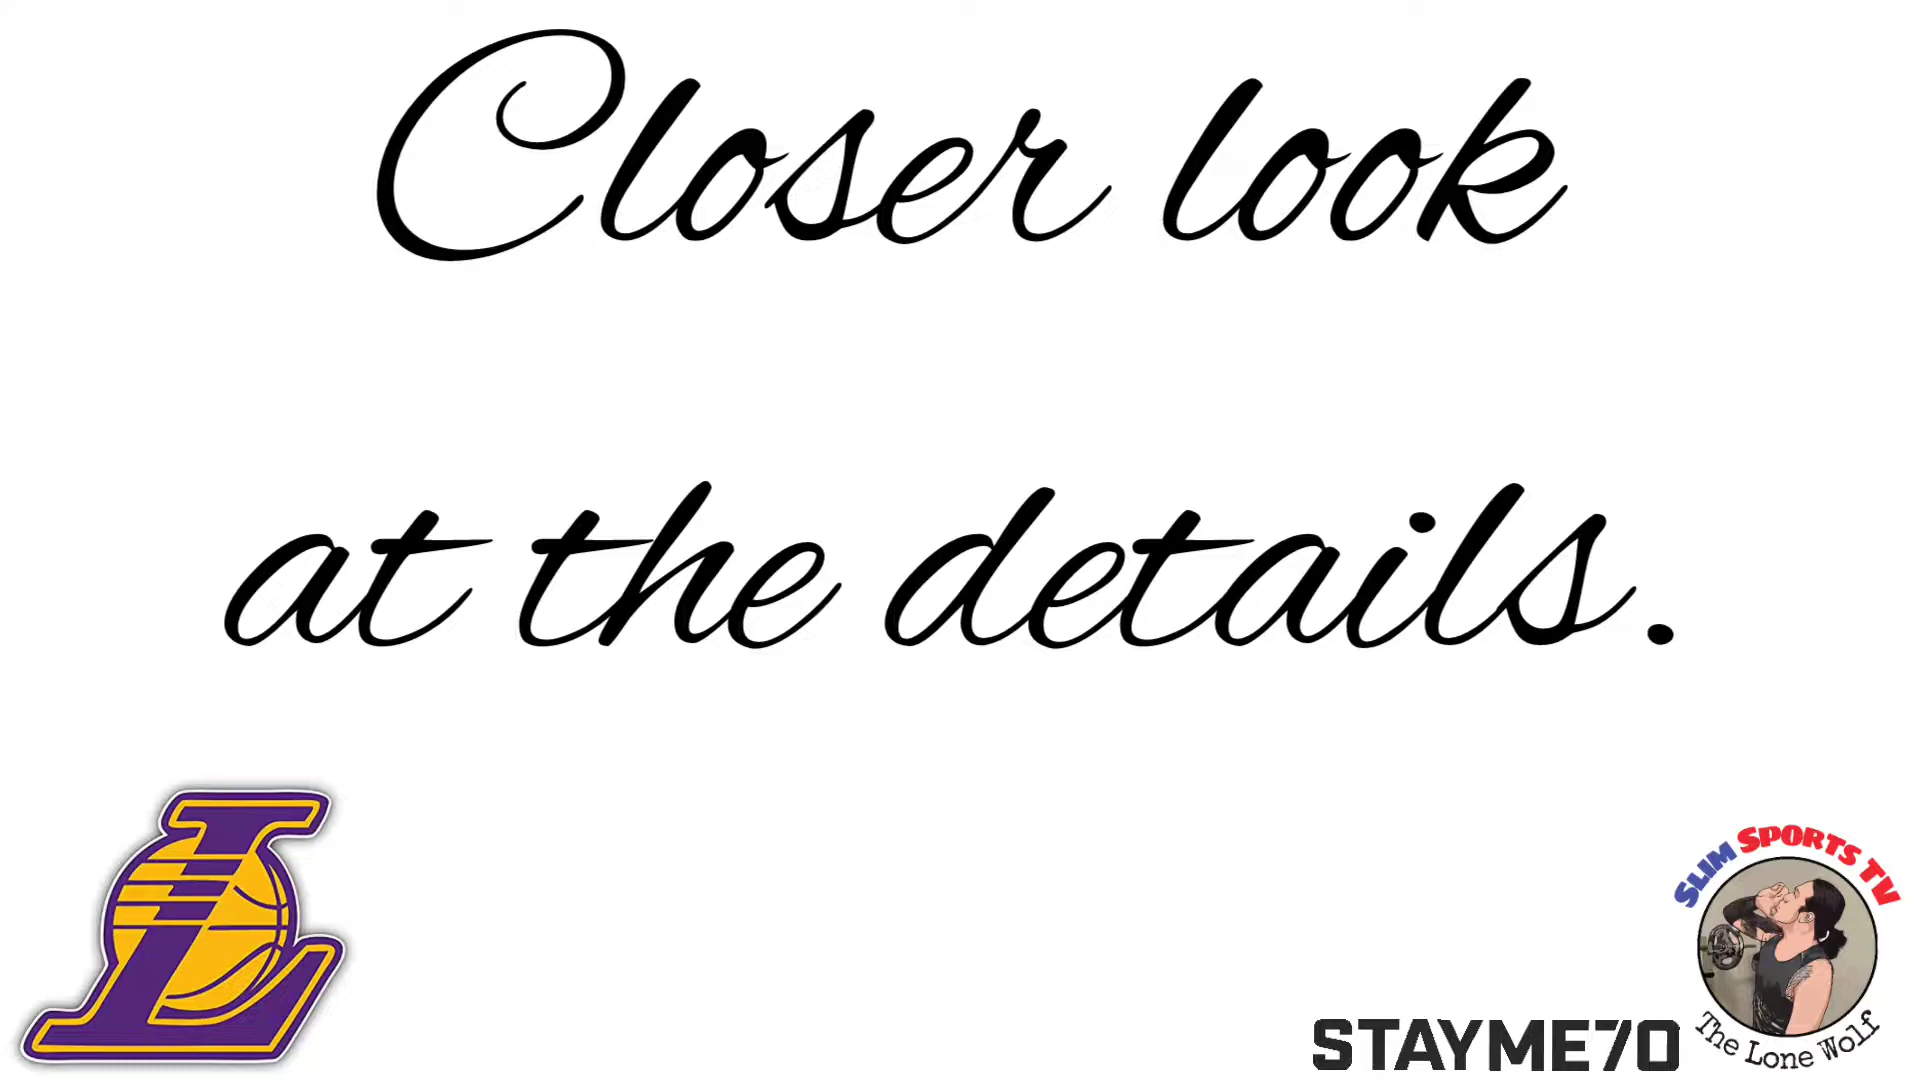 Closer look
at the details.
SLIM SPORTS TV
STAYME70
The Lone Wolf